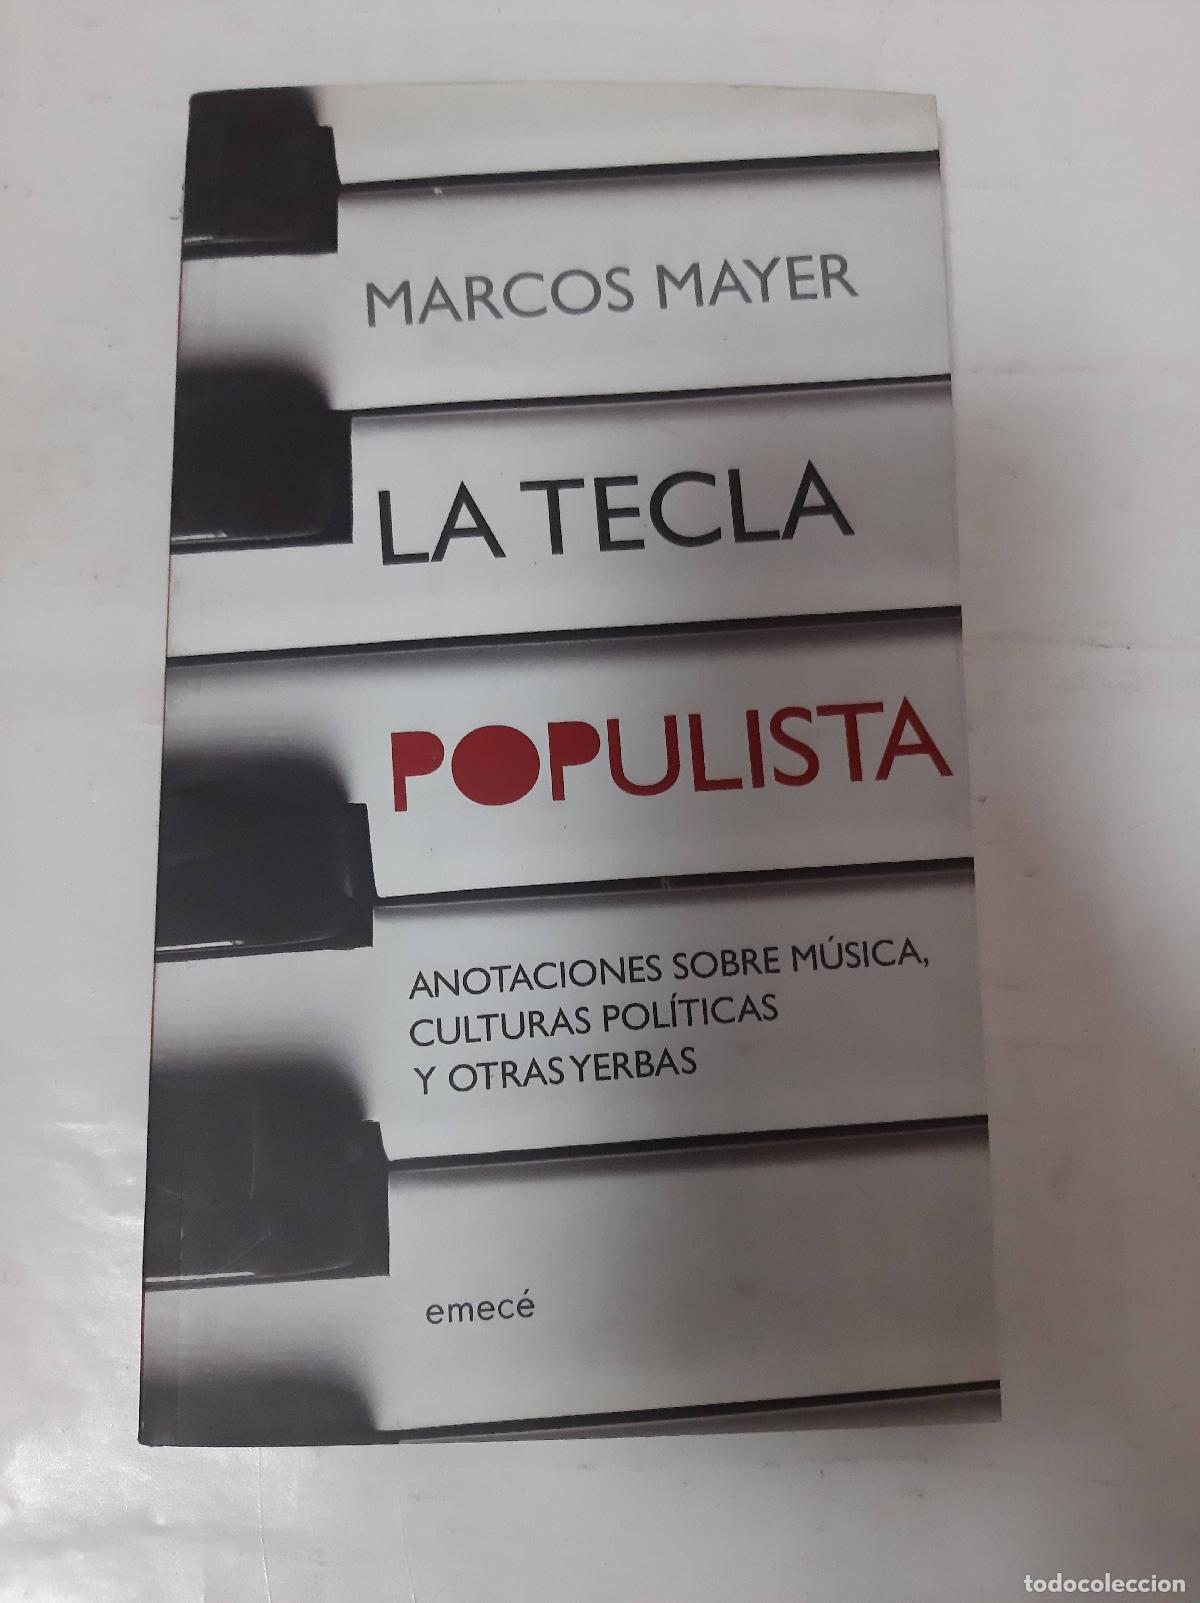 MARCOS MAYER
LA TECLA
POPULISTA
ANOTACIONES SOBRE MÚSICA,
CULTURAS POLÍTICAS
Y OTRAS YERBAS
emecé
todocoleccion